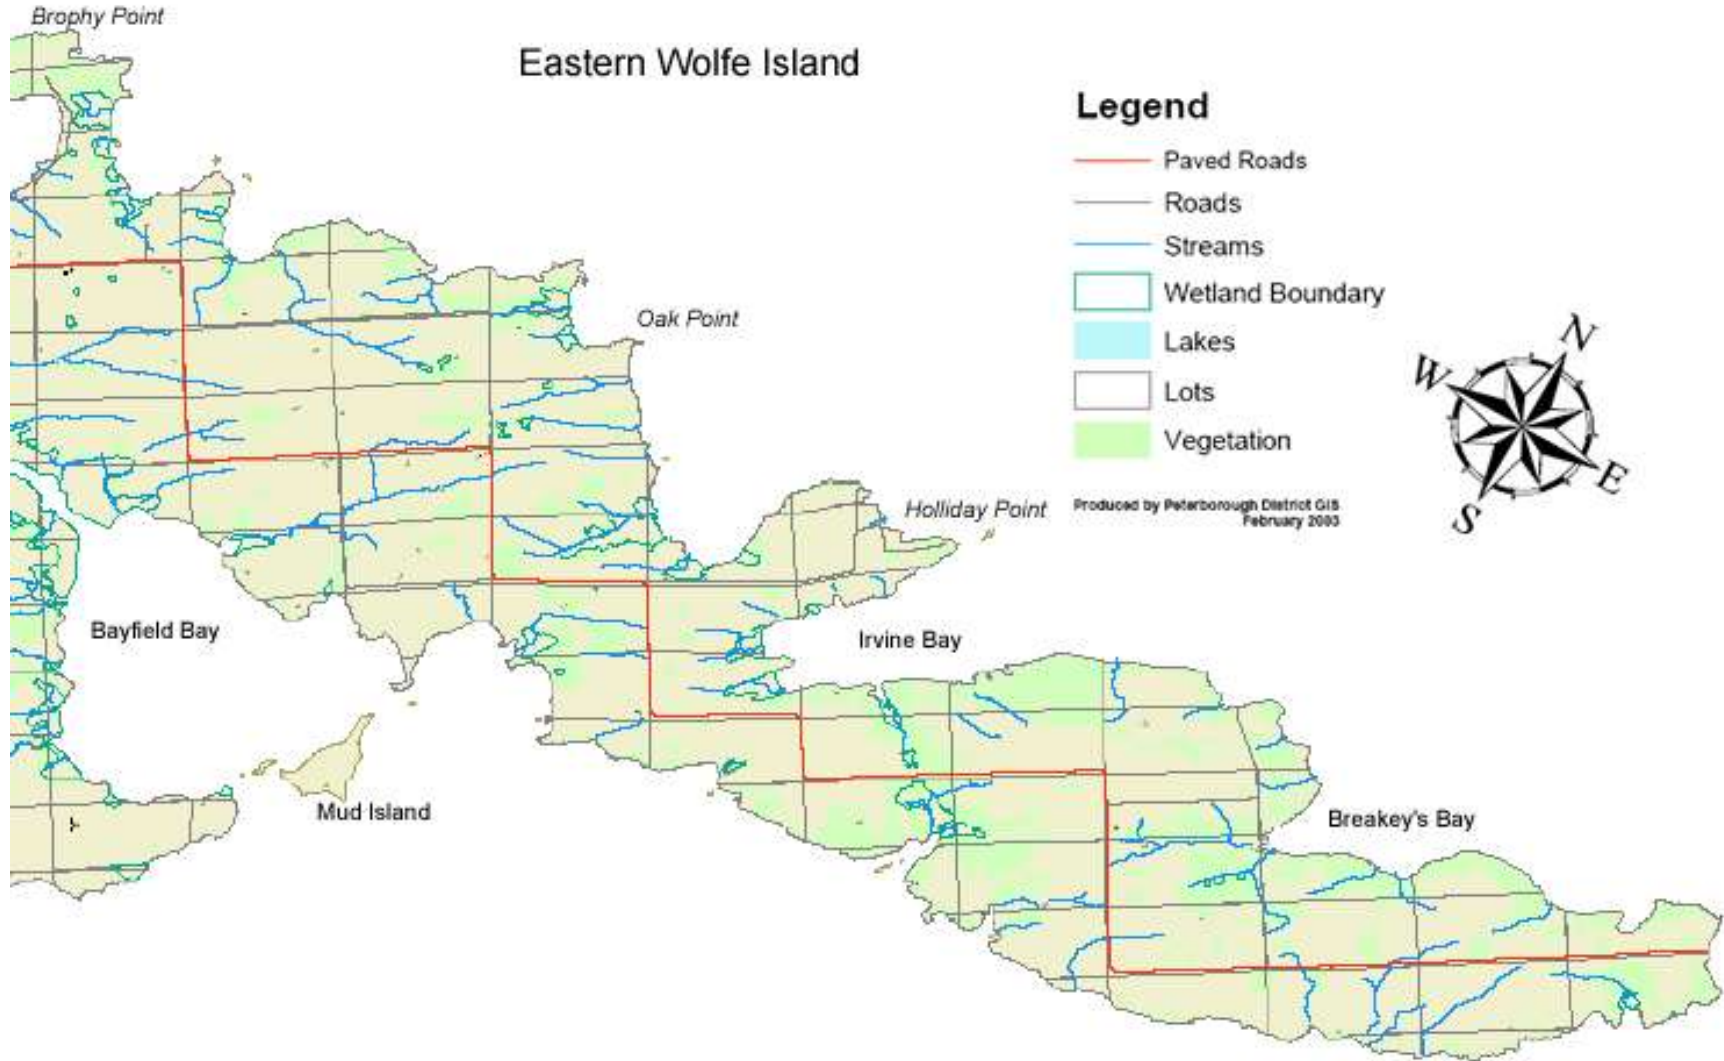 Brophy Point
Eastern Wolfe Island
Legend
Paved Roads
Roads
Streams
Wetland Boundary
Lakes
Lots
Vegetation
Produced by Peterborough District GIS
February 2003
N
W
E
S
Oak Point
Holliday Point
Bayfield Bay
Irvine Bay
Mud Island
Breakey's Bay